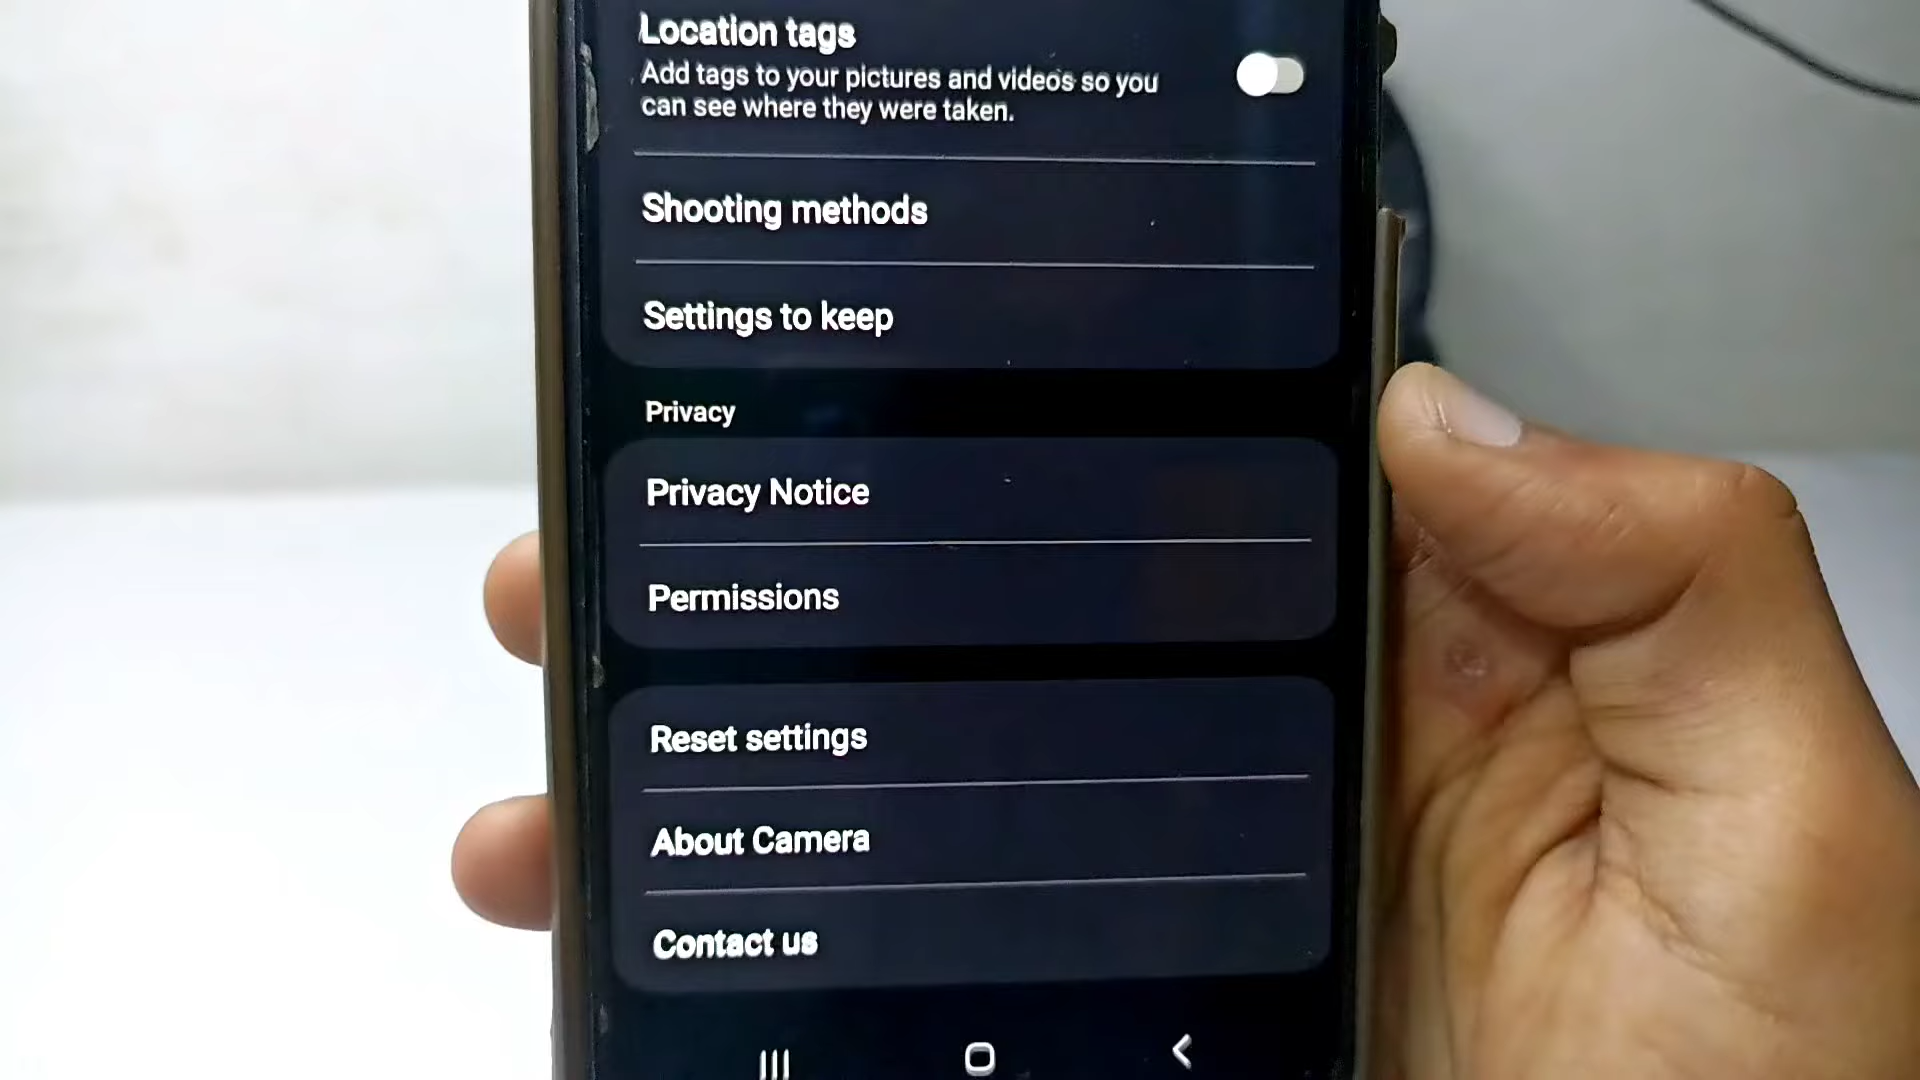 Location tags
Add tags to your pictures and videos so you
can see where they were taken.
Shooting methods
Settings to keep
Privacy
Privacy Notice
Permissions
Reset settings
About Camera
Contact us